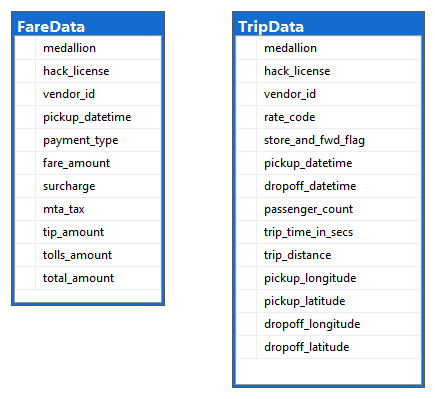 FareData
medallion
hack_license
vendor_id
pickup_datetime
payment_type
fare_amount
surcharge
mta_tax
tip_amount
tolls_amount
total_amount
TripData
medallion
hack_license
vendor_id
rate_code
store_and_fwd_flag
pickup_datetime
dropoff_datetime
passenger_count
trip_time_in_secs
trip_distance
pickup_longitude
pickup_latitude
dropoff_longitude
dropoff_latitude